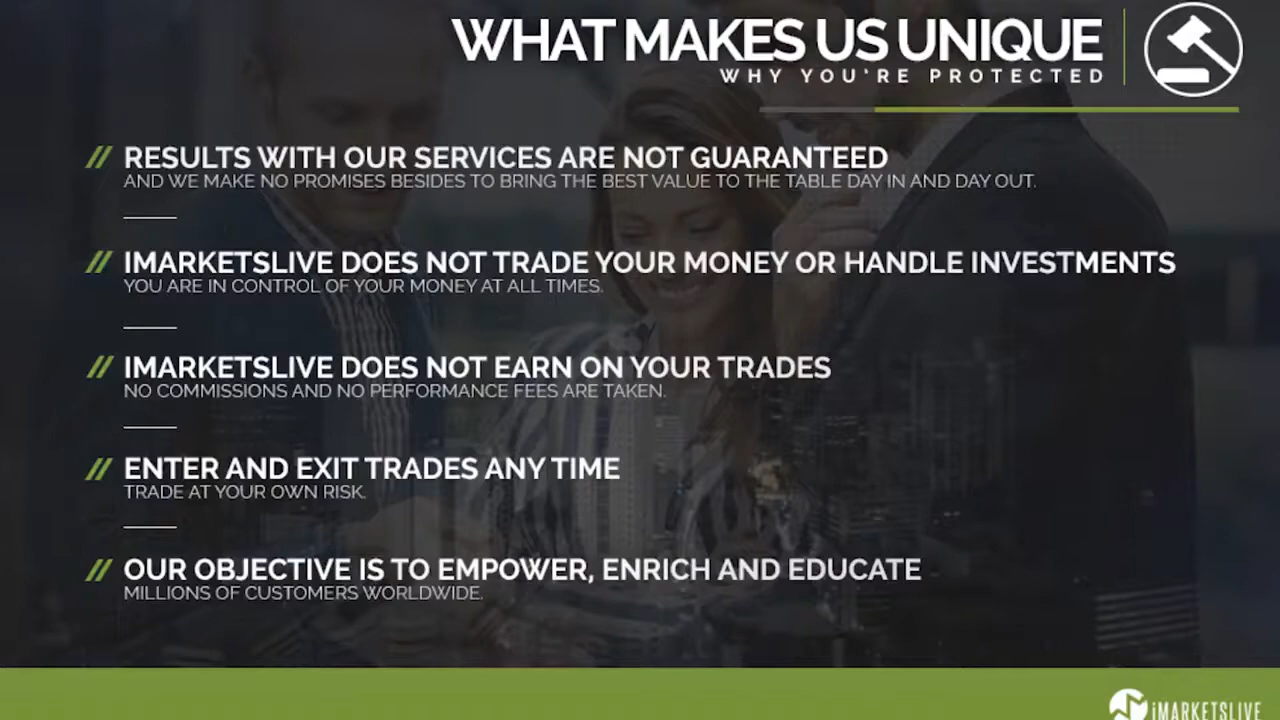 WHAT MAKES US UNIQUE
WHY YOU'RE PROTECTED
// RESULTS WITH OUR SERVICES ARE NOT GUARANTEED
AND WE MAKE NO PROMISES BESIDES TO BRING THE BEST VALUE TO THE TABLE DAY IN AND DAY OUT.
// IMARKETSLIVE DOES NOT TRADE YOUR MONEY OR HANDLE INVESTMENTS
YOU ARE IN CONTROL OF YOUR MONEY AT ALL TIMES.
// IMARKETSLIVE DOES NOT EARN ON YOUR TRADES
NO COMMISSIONS AND NO PERFORMANCE FEES ARE TAKEN.
// ENTER AND EXIT TRADES ANY TIME
TRADE AT YOUR OWN RISK.
// OUR OBJECTIVE IS TO EMPOWER, ENRICH AND EDUCATE
MILLIONS OF CUSTOMERS WORLDWIDE.
iMARKETSLIVE